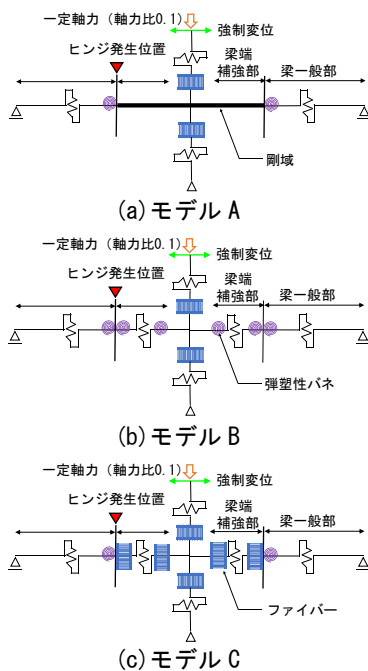 一定軸力（軸力比0.1）
強制変位
ヒンジ発生位置
梁端
補強部
梁一般部
剛域
(a)モデルA
一定軸力（軸力比0.1）
強制変位
ヒンジ発生位置
梁端
補強部
梁一般部
弾塑性バネ
(b)モデルB
一定軸力（軸力比0.1）
強制変位
ヒンジ発生位置
梁端
補強部
梁一般部
ファイバー
(c)モデルC